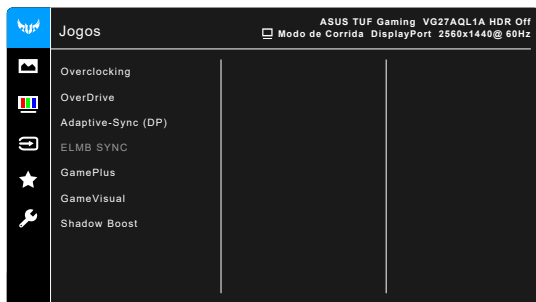 Jogos
ASUS TUF Gaming VG27AQL1A HDR Off
Modo de Corrida DisplayPort 2560x1440@ 60Hz
Overclocking
OverDrive
Adaptive-Sync (DP)
ELMB SYNC
GamePlus
GameVisual
Shadow Boost